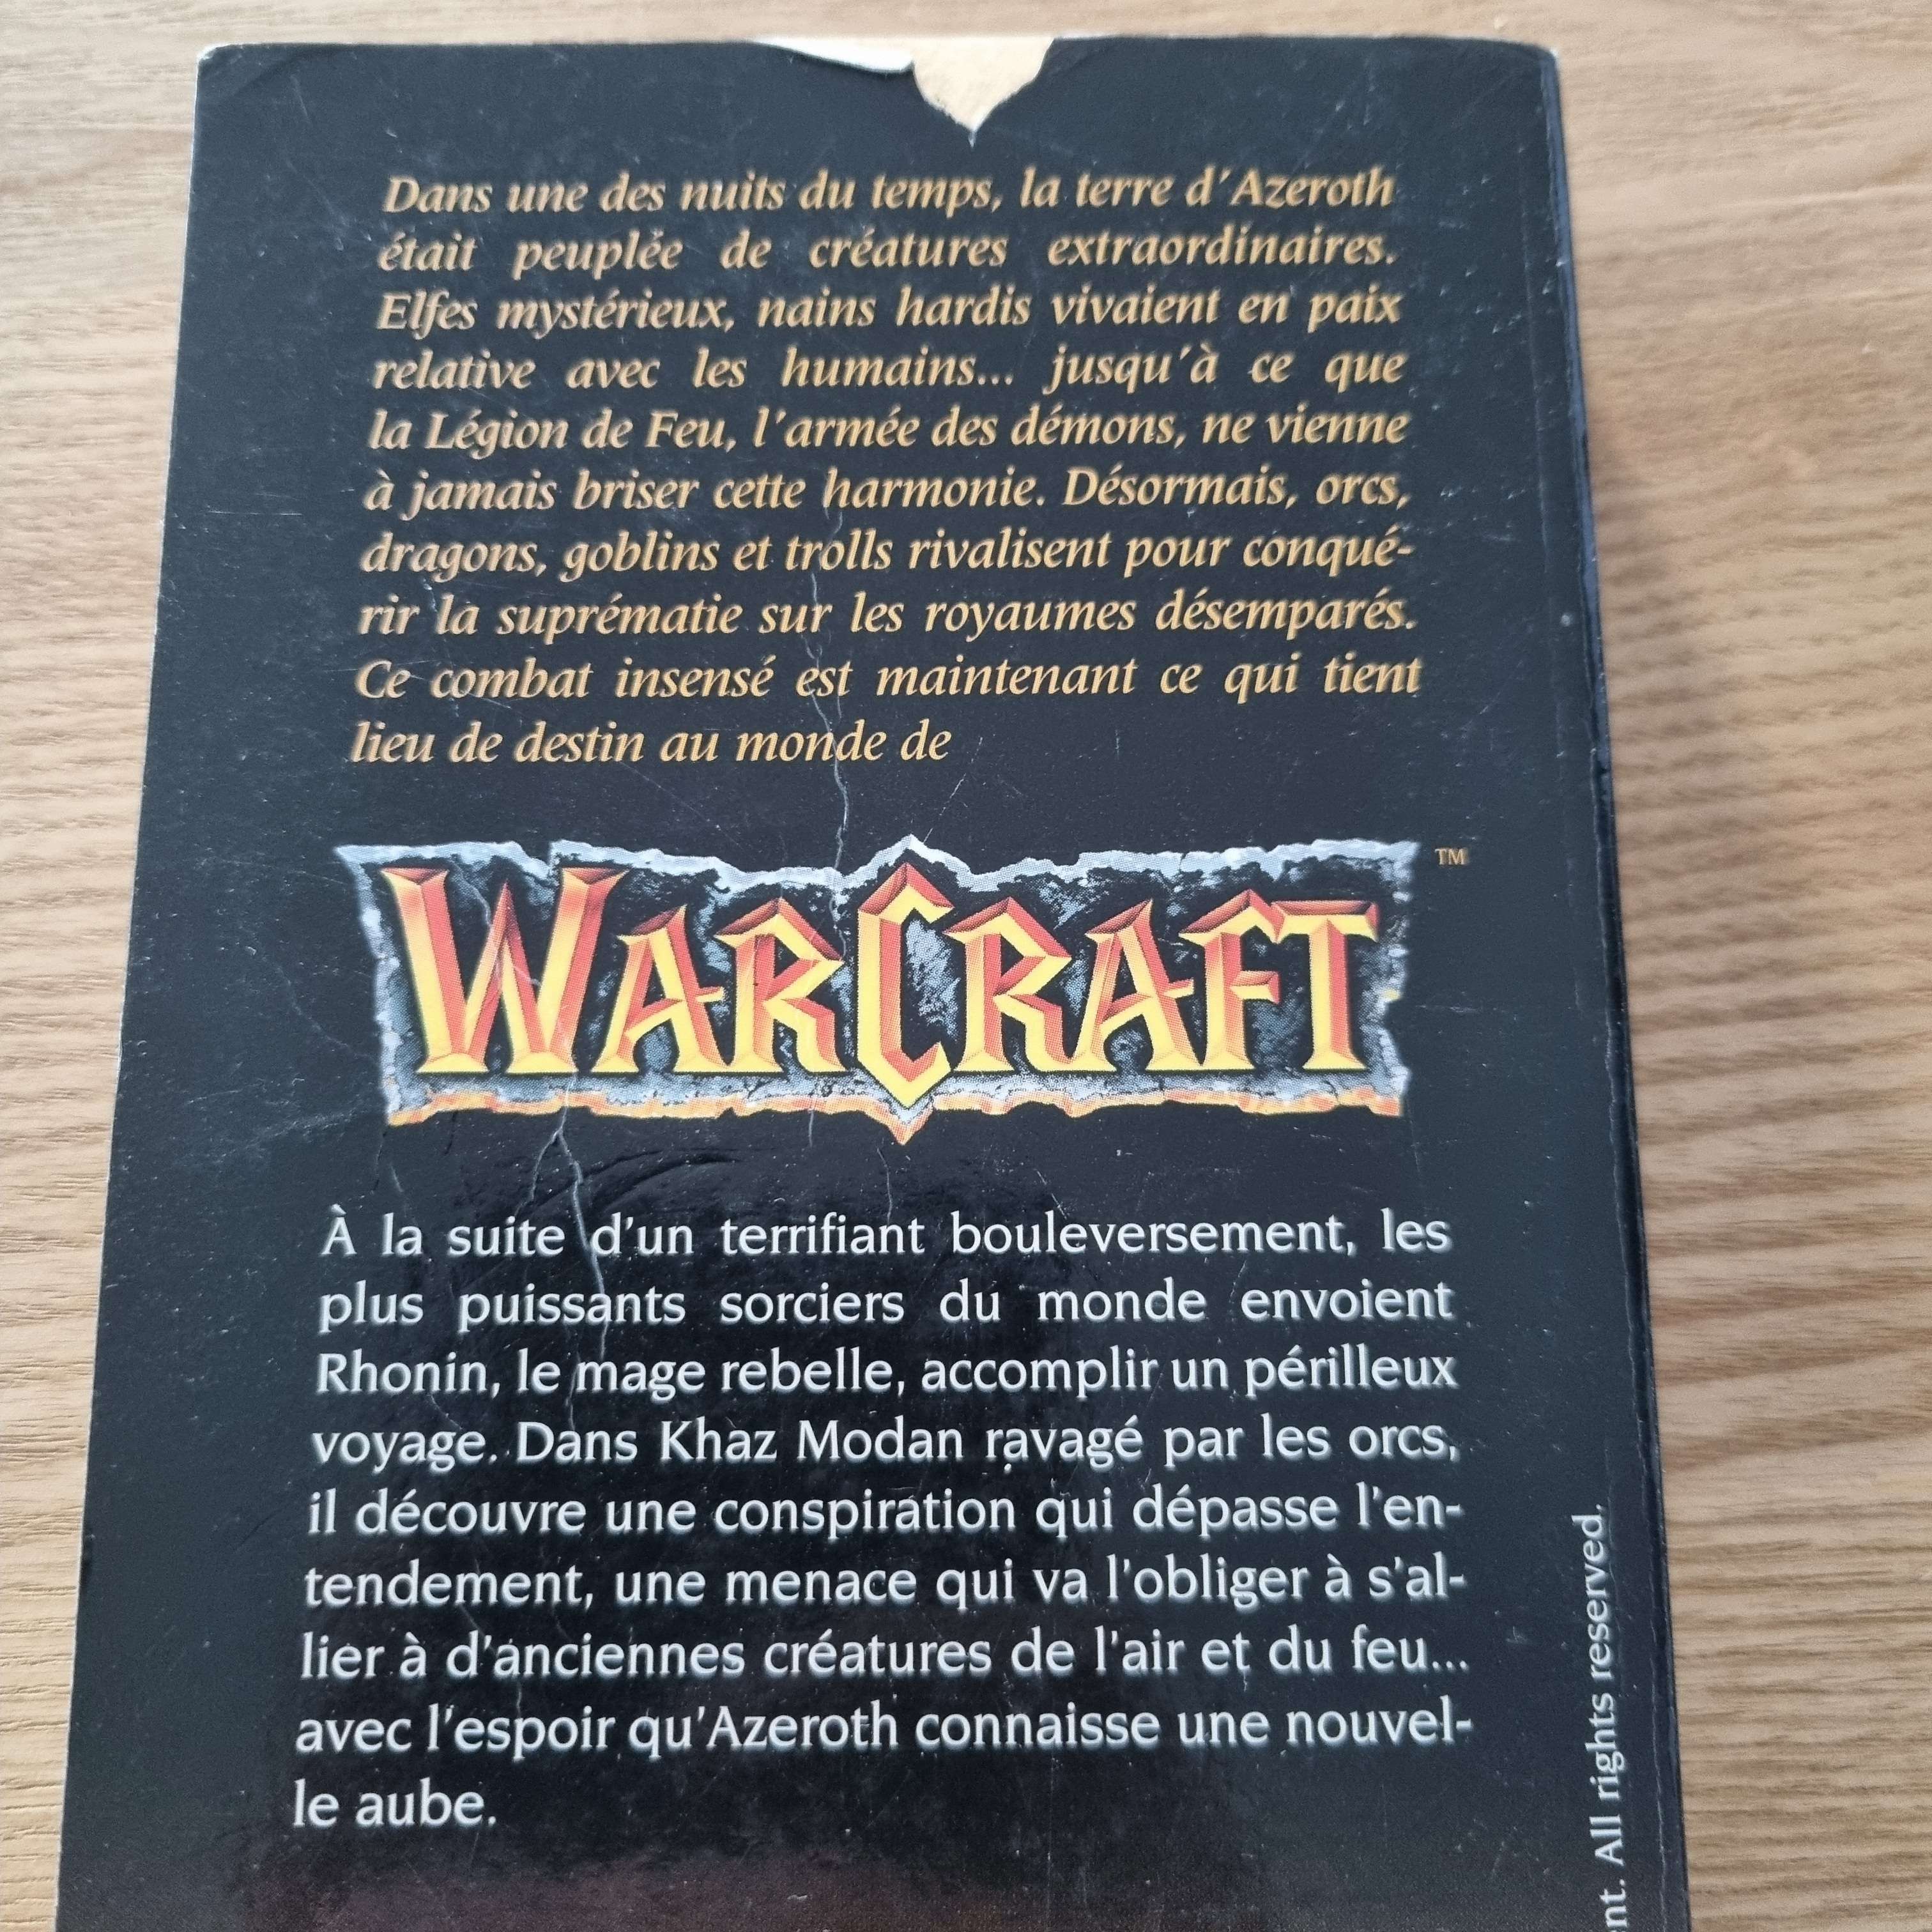 Dans une des nuits du temps, la terre d'Azeroth
était peuplée de créatures extraordinaires.
Elfes mystérieux, nains hardis vivaient en paix
relative avec les humains... jusqu'à ce que
la Légion de Feu, l'armée des démons, ne vienne
à jamais briser cette harmonie. Désormais, orcs,
dragons, goblins et trolls rivalisent pour conqué-
rir la suprématie sur les royaumes désemparés.
Ce combat insensé est maintenant ce qui tient
lieu de destin au monde de
WARCRAFT TM
À la suite d'un terrifiant bouleversement, les
plus puissants sorciers du monde envoient
Rhonin, le mage rebelle, accomplir un périlleux
voyage. Dans Khaz Modan ravagé par les orcs,
il découvre une conspiration qui dépasse l'en-
tendement, une menace qui va l'obliger à s'al-
lier à d'anciennes créatures de l'air et du feu...
avec l'espoir qu'Azeroth connaisse une nouvel-
le aube.
nt. All rights reserved.